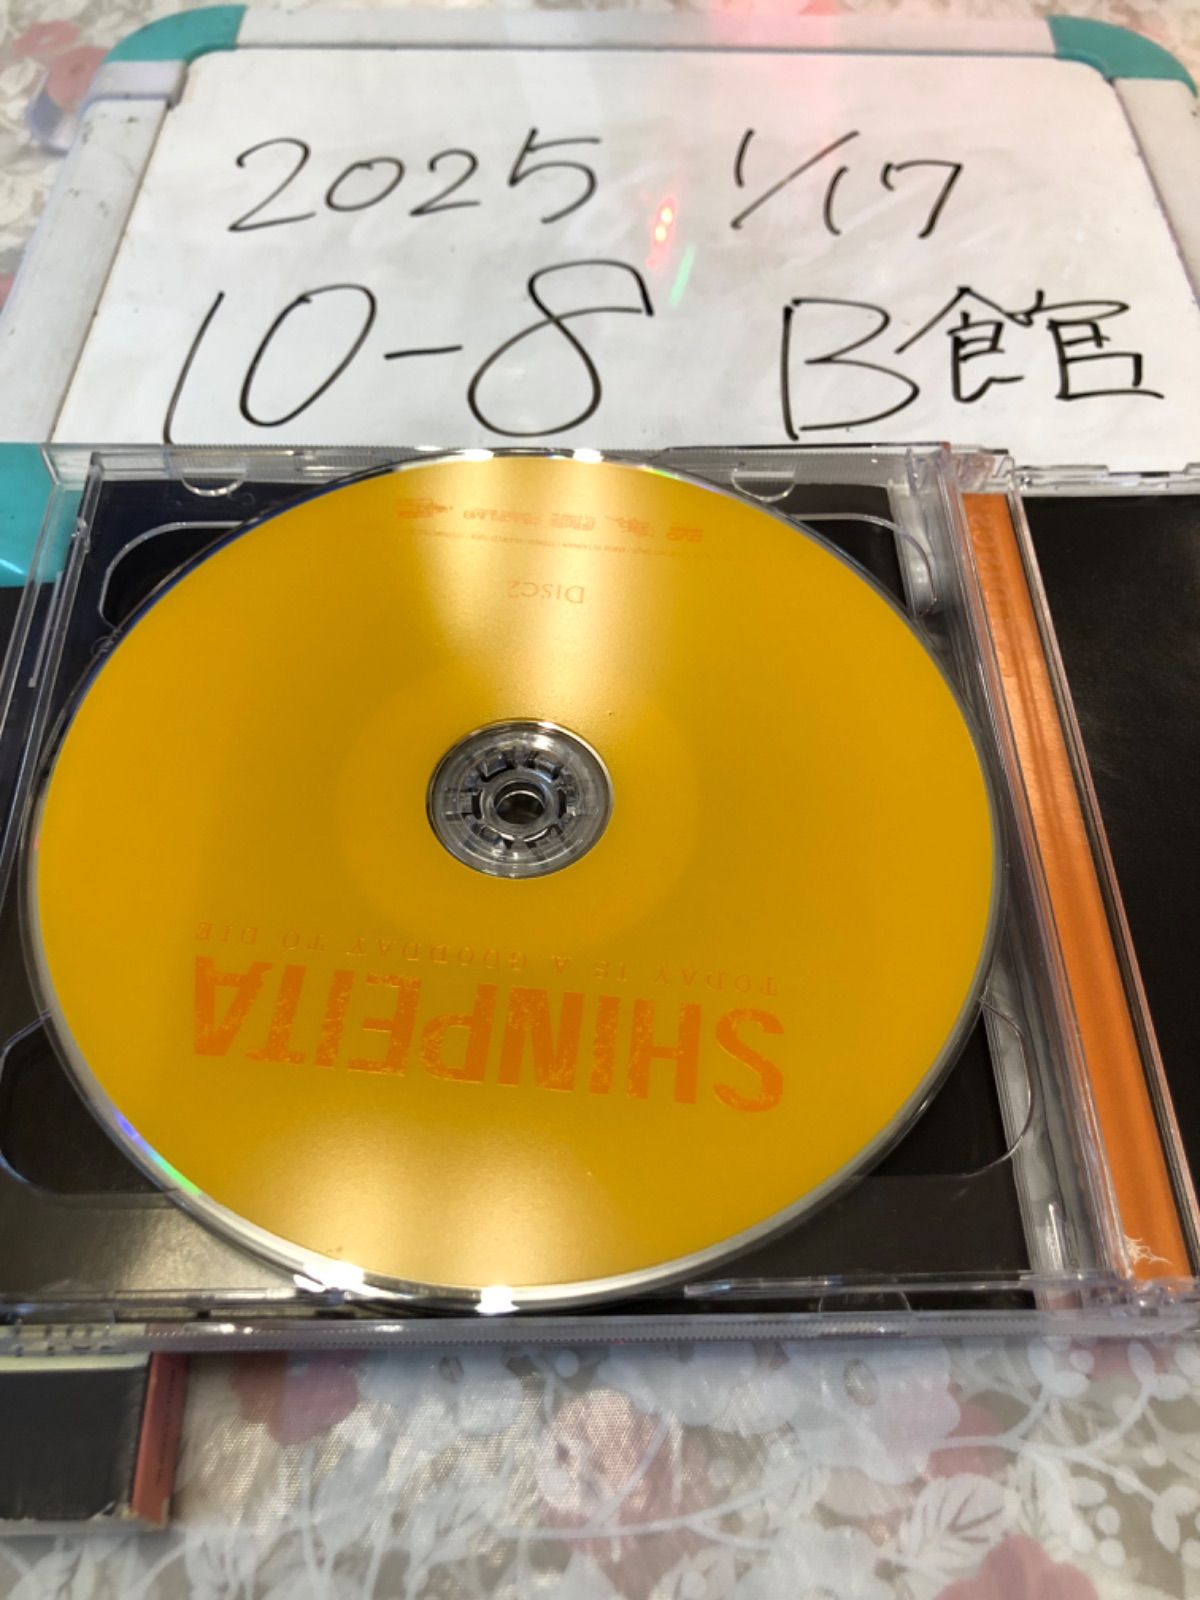 2025 1/17
10-8 B館
DISC2
TODAY IS A GOODDAY TO DIE
SHINPEITA